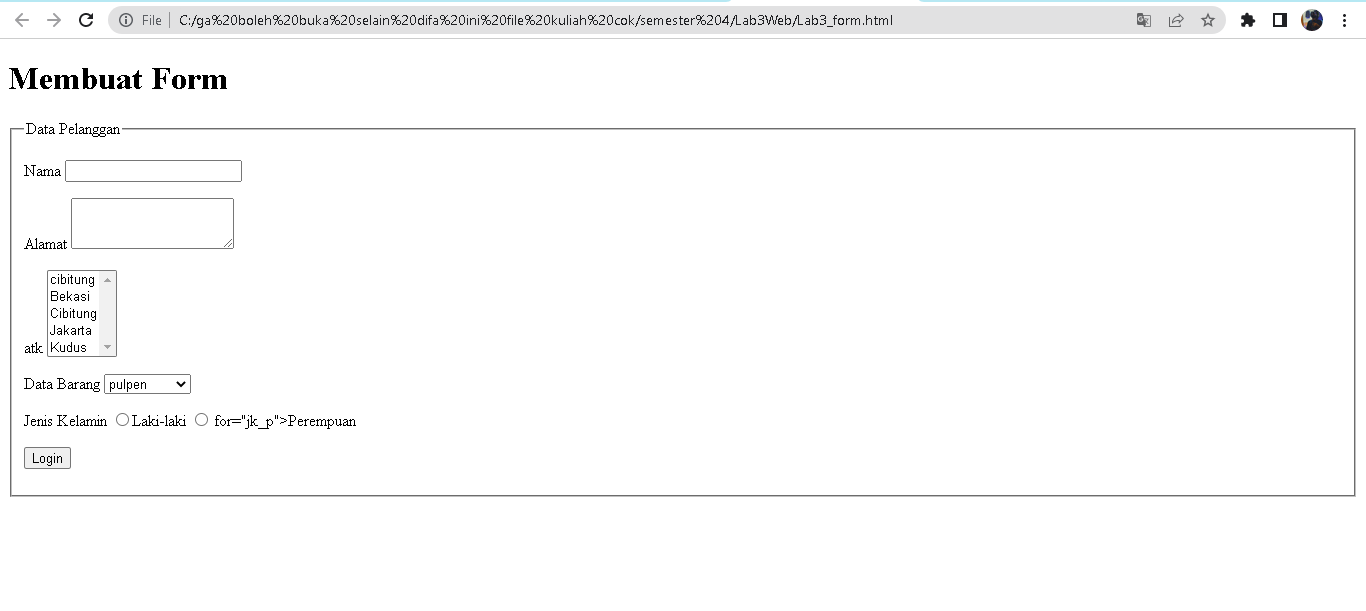 File | C:/ga%20boleh%20buka%20selain%20difa%20ini%20file%20kuliah%20cok/semester%204/Lab3Web/Lab3_form.html
Membuat Form
Data Pelanggan
Nama
Alamat
cibitung
Bekasi
Cibitung
Jakarta
atk Kudus
Data Barang pulpen
Jenis Kelamin Laki-laki for="jk_p">Perempuan
Login